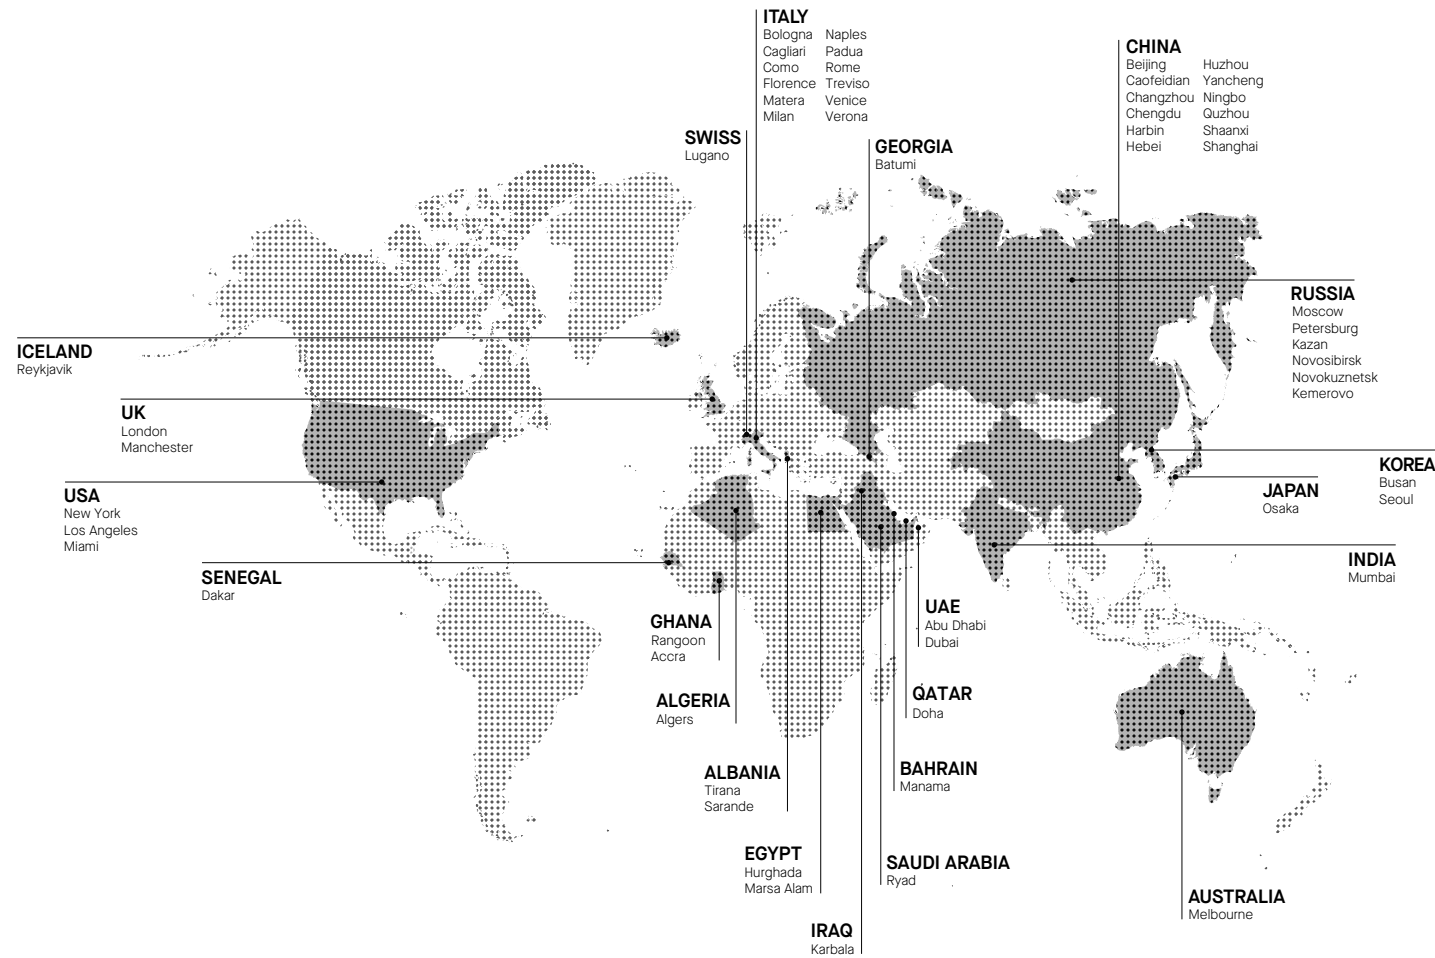 ITALY
Bologna Naples
Cagliari Padua
Como Rome
Florence Treviso
Matera Venice
Milan Verona
CHINA
Beijing Huzhou
Caofeidian Yancheng
Changzhou Ningbo
Chengdu Quzhou
Harbin Shaanxi
Hebei Shanghai
SWISS
Lugano
GEORGIA
Batumi
RUSSIA
Moscow
Petersburg
Kazan
Novosibirsk
Novokuznetsk
Kemerovo
ICELAND
Reykjavik
UK
London
Manchester
KOREA
Busan
Seoul
USA
New York
Los Angeles
Miami
JAPAN
Osaka
INDIA
Mumbai
SENEGAL
Dakar
GHANA
Rangoon
Accra
UAE
Abu Dhabi
Dubai
ALGERIA
Algers
QATAR
Doha
ALBANIA
Tirana
Sarande
BAHRAIN
Manama
EGYPT
Hurghada
Marsa Alam
SAUDI ARABIA
Ryad
AUSTRALIA
Melbourne
IRAQ
Karbala